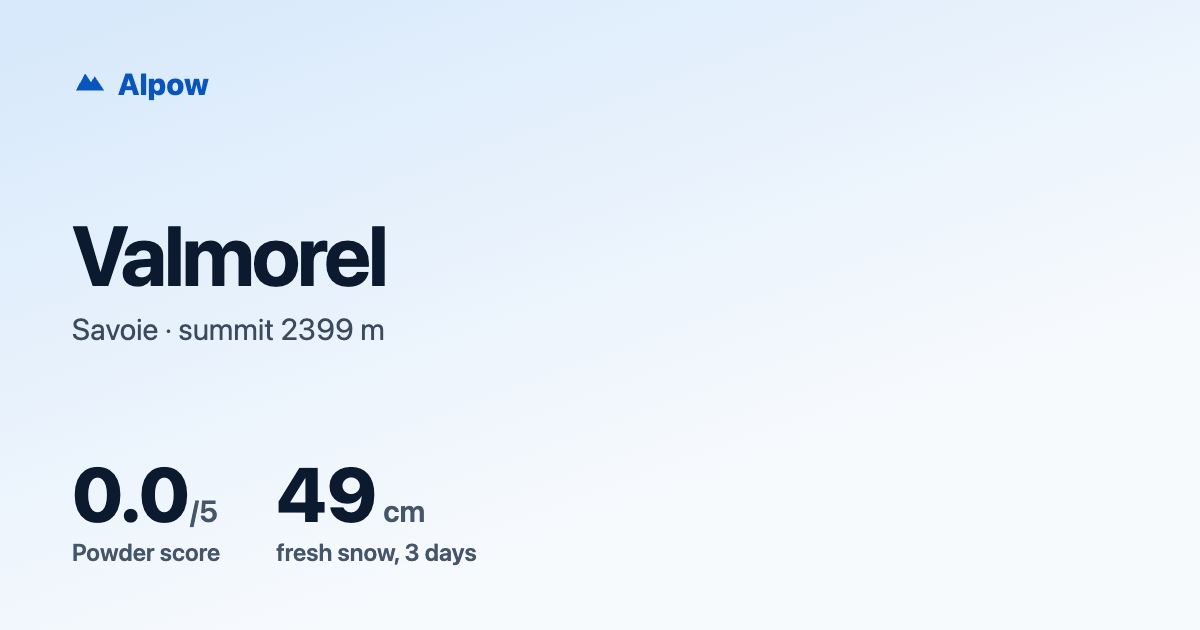 Alpow
Valmorel
Savoie · summit 2399 m
0.0/5
Powder score
49 cm
fresh snow, 3 days